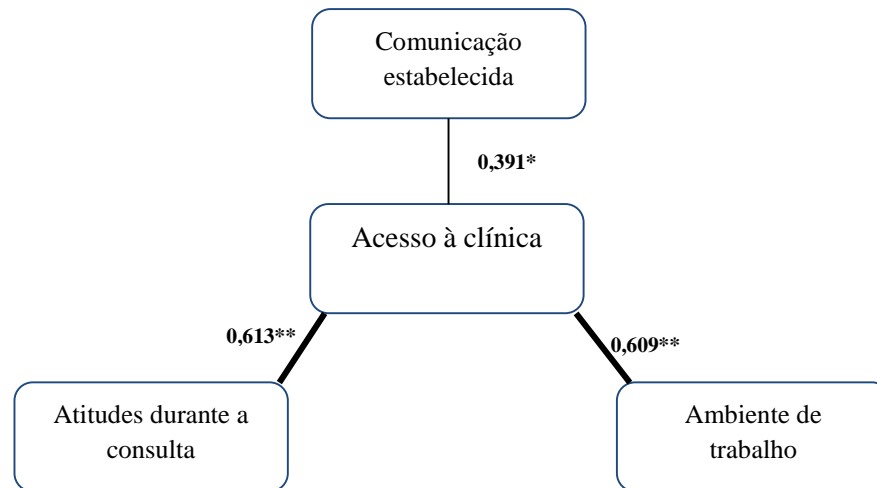 Comunicação
estabelecida
0,391*
Acesso à clínica
0,613**
0,609**
Atitudes durante a
consulta
Ambiente de
trabalho